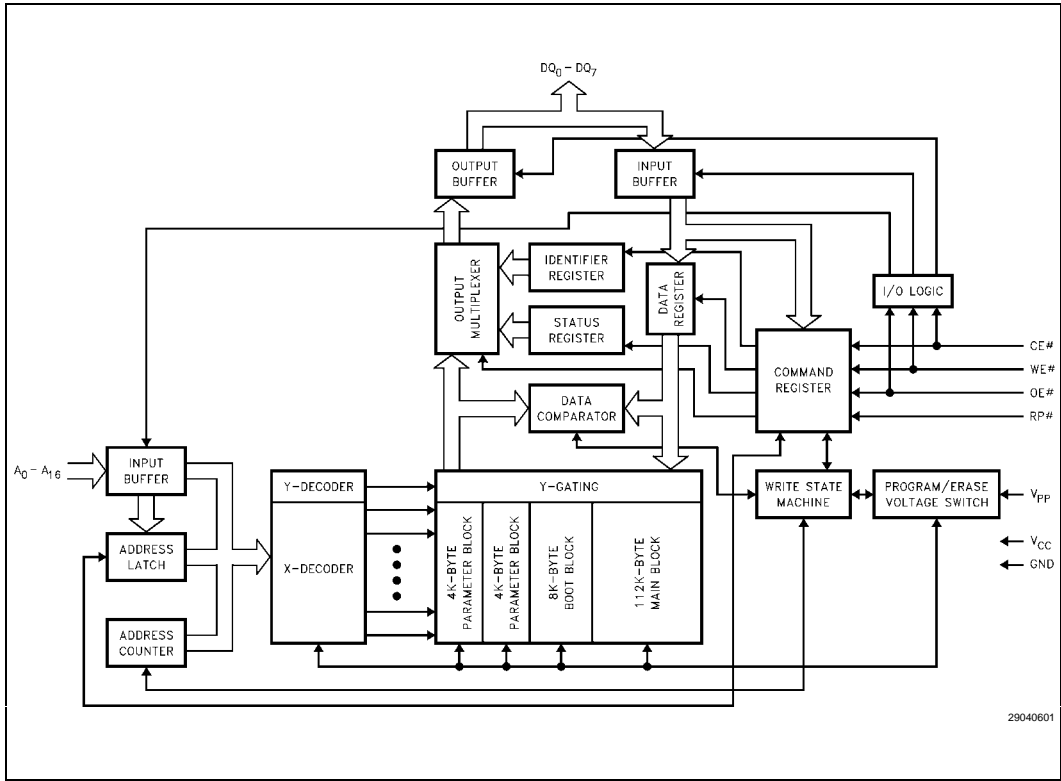 DQ0 – DQ7
OUTPUT
BUFFER
INPUT
BUFFER
OUTPUT
MULTIPLEXER
IDENTIFIER
REGISTER
STATUS
REGISTER
DATA
REGISTER
I/O LOGIC
COMMAND
REGISTER
CE#
WE#
OE#
RP#
DATA
COMPARATOR
A0 – A16
INPUT
BUFFER
ADDRESS
LATCH
ADDRESS
COUNTER
Y-DECODER
X-DECODER
Y-GATING
4K-BYTE
PARAMETER BLOCK
4K-BYTE
PARAMETER BLOCK
8K-BYTE
BOOT BLOCK
112K-BYTE
MAIN BLOCK
WRITE STATE
MACHINE
PROGRAM/ERASE
VOLTAGE SWITCH
VPP
VCC
GND
29040601